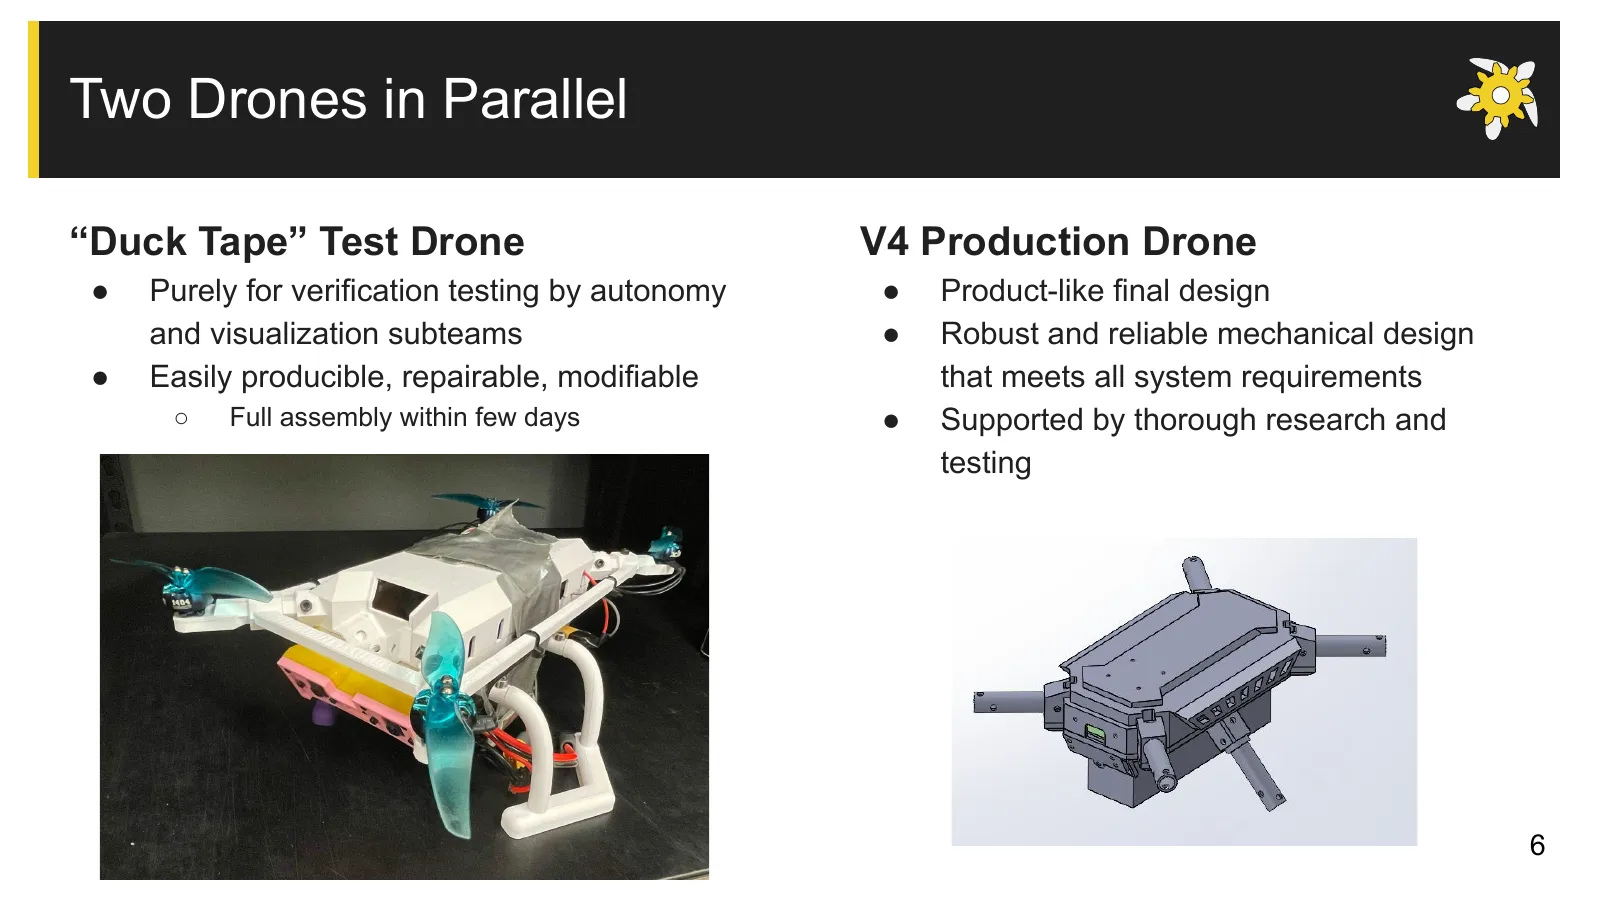 Two Drones in Parallel
“Duck Tape” Test Drone
● Purely for verification testing by autonomy
and visualization subteams
● Easily producible, repairable, modifiable
○ Full assembly within few days
V4 Production Drone
● Product-like final design
● Robust and reliable mechanical design
that meets all system requirements
● Supported by thorough research and
testing
6